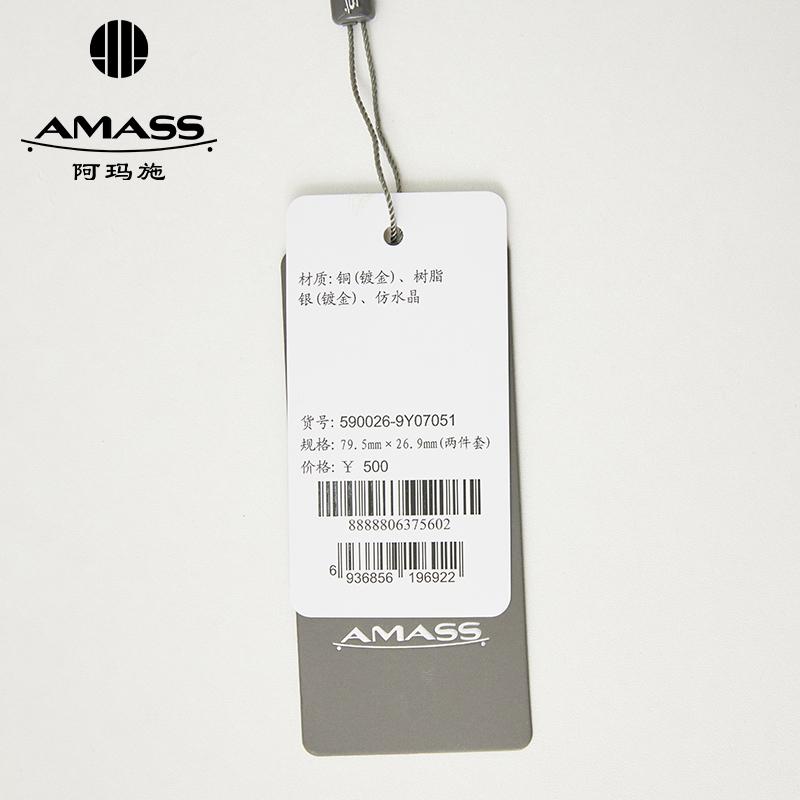 AMASS
阿玛施
材质: 铜(镀金)、树脂
银(镀金)、仿水晶
货号: 590026-9Y07051
规格: 79.5mm×26.9mm(两件套)
价格: ¥ 500
8888806375602
6 936856 196922
AMASS